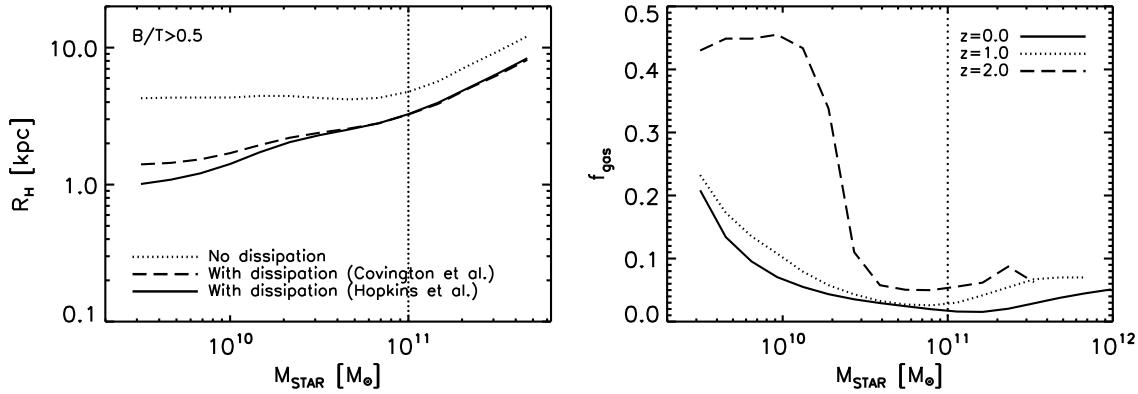 B/T>0.5
10.0
1.0
0.1
R_H [kpc]
No dissipation
With dissipation (Covington et al.)
With dissipation (Hopkins et al.)
10^10
10^11
M_STAR [M_⊙]
z=0.0
z=1.0
z=2.0
0.5
0.4
0.3
0.2
0.1
0.0
f_gas
10^10
10^11
10^12
M_STAR [M_⊙]